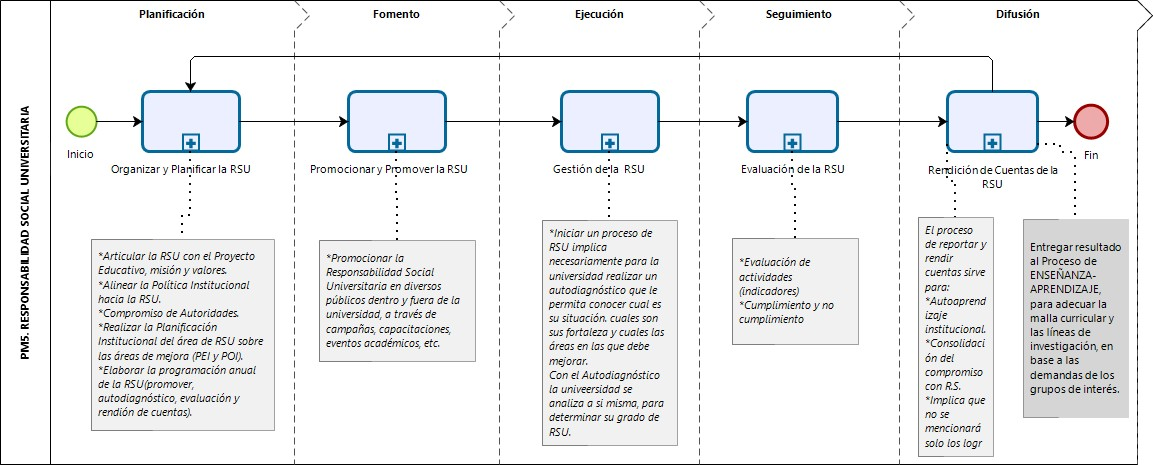 PM5. RESPONSABILIDAD SOCIAL UNIVERSITARIA
Planificación
Fomento
Ejecución
Seguimiento
Difusión
Inicio
Organizar y Planificar la RSU
Promocionar y Promover la RSU
Gestión de la RSU
Evaluación de la RSU
Rendición de Cuentas de la
RSU
Fin
*Articular la RSU con el Proyecto
Educativo, misión y valores.
*Alinear la Política Institucional
hacia la RSU.
*Compromiso de Autoridades.
*Realizar la Planificación
Institucional del área de RSU sobre
las áreas de mejora (PEI y POI).
*Elaborar la programación anual
de la RSU(promover,
autodiagnóstico, evaluación y
rendión de cuentas).
*Promocionar la
Responsabilidad Social
Universitaria en diversos
públicos dentro y fuera de la
universidad, a través de
campañas, capacitaciones,
eventos académicos, etc.
*Iniciar un proceso de
RSU implica
necesariamente para la
universidad realizar un
autodiagnóstico que le
permita conocer cual es
su situación. cuales son
sus fortaleza y cuales las
áreas en las que debe
mejorar.
Con el Autodiagnóstico
la universidad se
analiza a si misma, para
determinar su grado de
RSU.
*Evaluación de
actividades
(indicadores)
*Cumplimiento y no
cumplimiento
El proceso
de reportar y
rendir
cuentas sirve
para:
*Autoaprend
izaje
institucional.
*Consolidaci
ón del
compromiso
con R.S.
*Implica que
no se
mencionará
solo los logr
Entregar resultado
al Proceso de
ENSEÑANZA-
APRENDIZAJE,
para adecuar la
malla curricular y
las líneas de
investigación, en
base a las
demandas de los
grupos de interés.